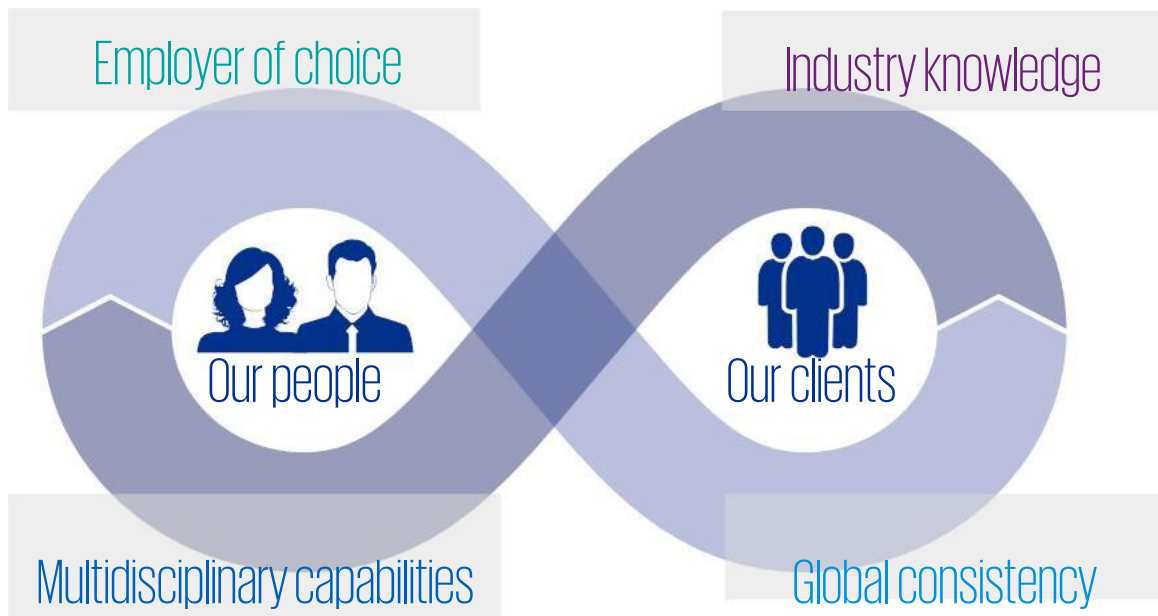 Employer of choice
Industry knowledge
Our people
Our clients
Multidisciplinary capabilities
Global consistency